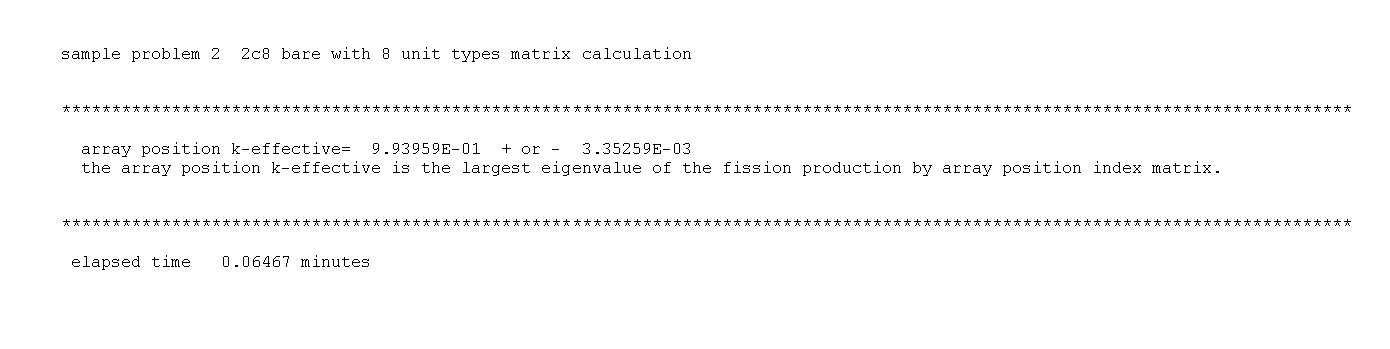 sample problem 2  2c8 bare with 8 unit types matrix calculation
*********************************************************************************************************************************
array position k-effective=  9.93959E-01  + or -  3.35259E-03
the array position k-effective is the largest eigenvalue of the fission production by array position index matrix.
*********************************************************************************************************************************
elapsed time   0.06467 minutes